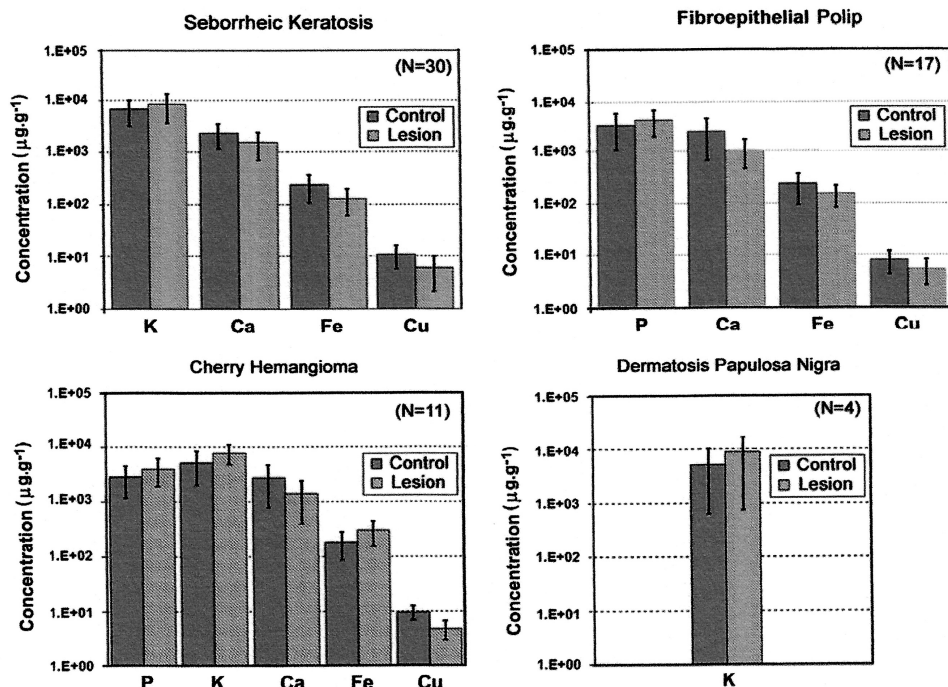 Seborrheic Keratosis
Concentration (µg.g-1)
1.E+05
1.E+04
1.E+03
1.E+02
1.E+01
1.E+00
(N=30)
Control
Lesion
K Ca Fe Cu
Fibroepithelial Polip
Concentration (µg.g-1)
1.E+05
1.E+04
1.E+03
1.E+02
1.E+01
1.E+00
(N=17)
Control
Lesion
P Ca Fe Cu
Cherry Hemangioma
Concentration (µg.g-1)
1.E+05
1.E+04
1.E+03
1.E+02
1.E+01
1.E+00
(N=11)
Control
Lesion
P K Ca Fe Cu
Dermatosis Papulosa Nigra
Concentration (µg.g-1)
1.E+05
1.E+04
1.E+03
1.E+02
1.E+01
1.E+00
(N=4)
Control
Lesion
K